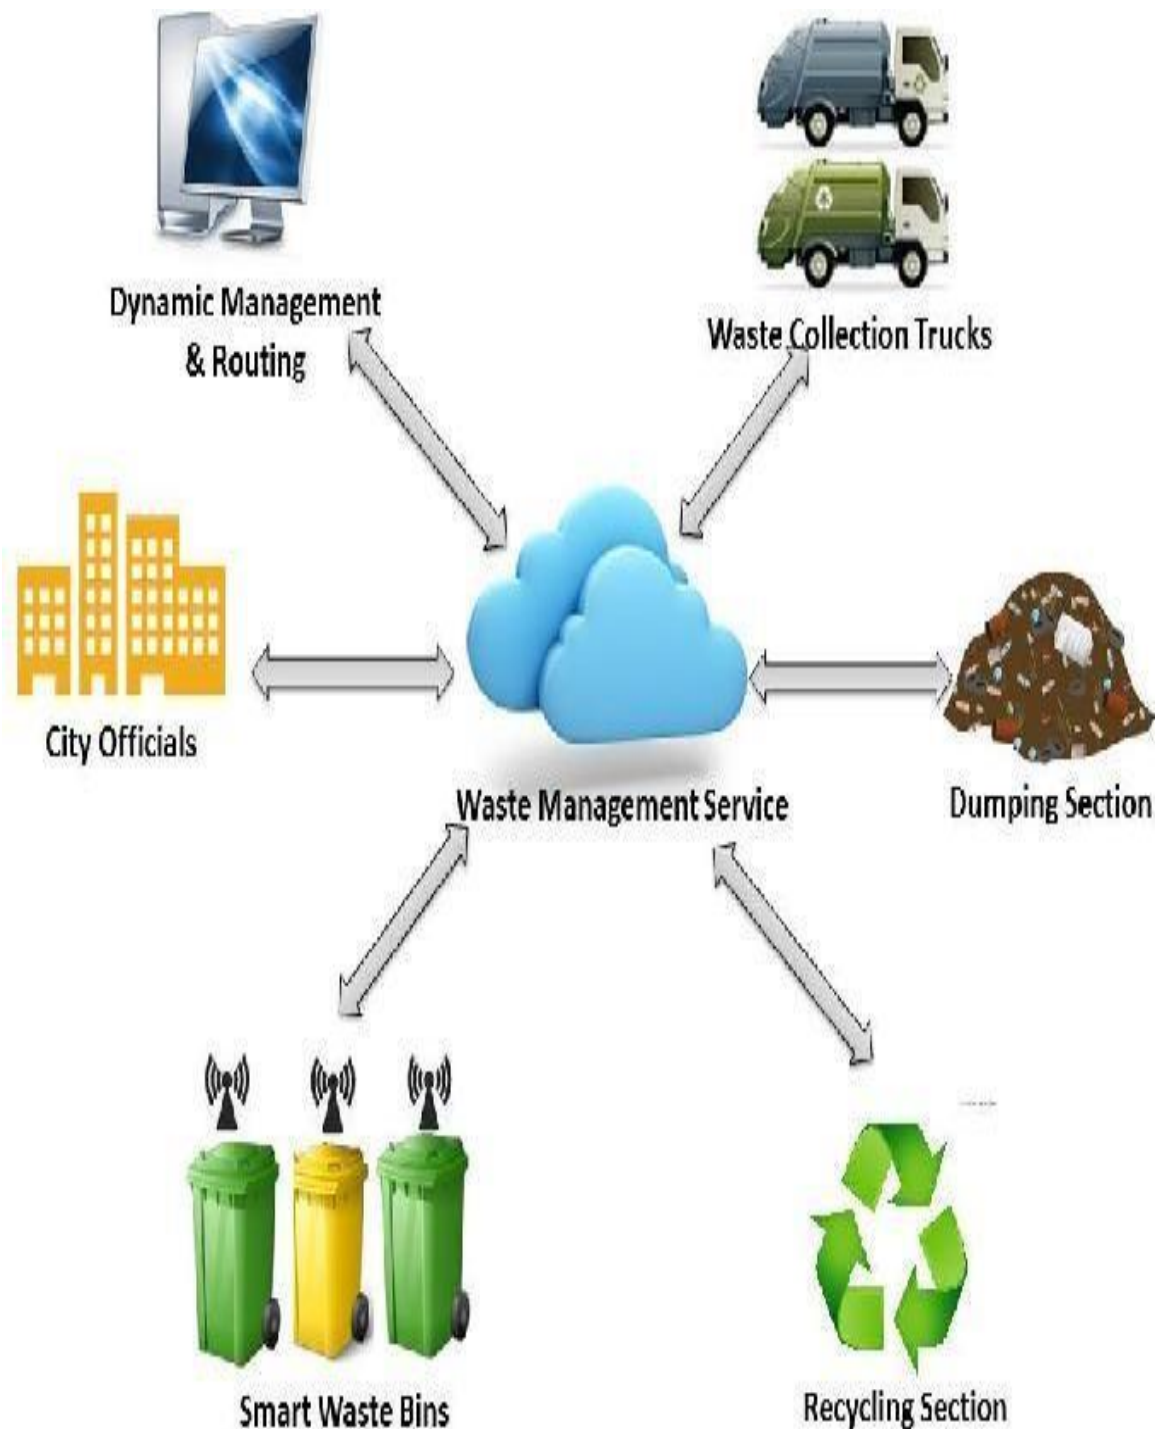 Dynamic Management
& Routing
Waste Collection Trucks
City Officials
Waste Management Service
Dumping Section
Smart Waste Bins
Recycling Section